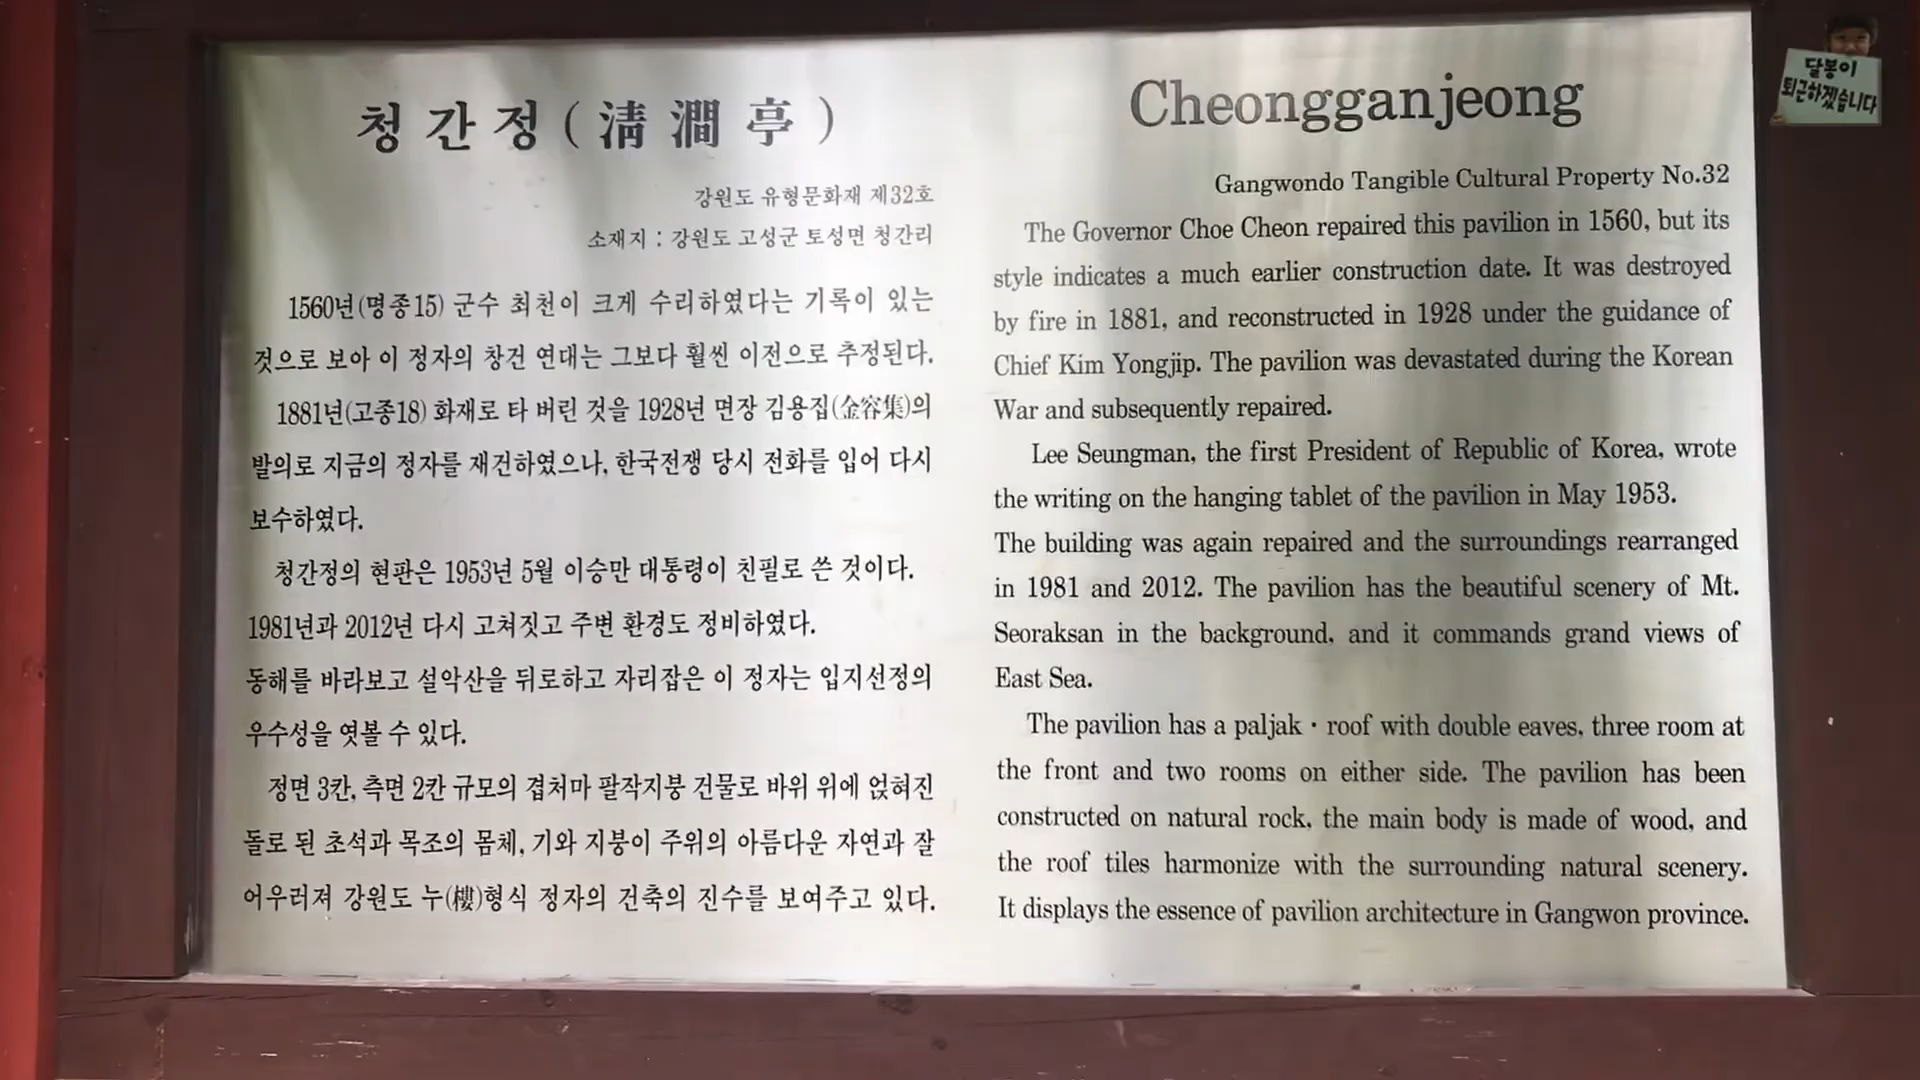 청간정(淸澗亭)
강원도 유형문화재 제32호
소재지 : 강원도 고성군 토성면 청간리
1560년(명종15) 군수 최천이 크게 수리하였다는 기록이 있는
것으로 보아 이 정자의 창건 연대는 그보다 훨씬 이전으로 추정된다.
1881년(고종18) 화재로 타 버린 것을 1928년 면장 김용집(金容集)의
발의로 지금의 정자를 재건하였으나, 한국전쟁 당시 전화를 입어 다시
보수하였다.
청간정의 현판은 1953년 5월 이승만 대통령이 친필로 쓴 것이다.
1981년과 2012년 다시 고쳐짓고 주변 환경도 정비하였다.
동해를 바라보고 설악산을 뒤로하고 자리잡은 이 정자는 입지선정의
우수성을 엿볼 수 있다.
정면 3칸, 측면 2칸 규모의 겹처마 팔작지붕 건물로 바위 위에 얹혀진
돌로 된 초석과 목조의 몸체, 기와 지붕이 주위의 아름다운 자연과 잘
어우러져 강원도 누(樓)형식 정자의 건축의 진수를 보여주고 있다.
Cheongganjeong
Gangwondo Tangible Cultural Property No.32
The Governor Choe Cheon repaired this pavilion in 1560, but its
style indicates a much earlier construction date. It was destroyed
by fire in 1881, and reconstructed in 1928 under the guidance of
Chief Kim Yongjip. The pavilion was devastated during the Korean
War and subsequently repaired.
Lee Seungman, the first President of Republic of Korea, wrote
the writing on the hanging tablet of the pavilion in May 1953.
The building was again repaired and the surroundings rearranged
in 1981 and 2012. The pavilion has the beautiful scenery of Mt.
Seoraksan in the background, and it commands grand views of
East Sea.
The pavilion has a paljak · roof with double eaves, three room at
the front and two rooms on either side. The pavilion has been
constructed on natural rock, the main body is made of wood, and
the roof tiles harmonize with the surrounding natural scenery.
It displays the essence of pavilion architecture in Gangwon province.
달봉이
퇴근하겠습니다